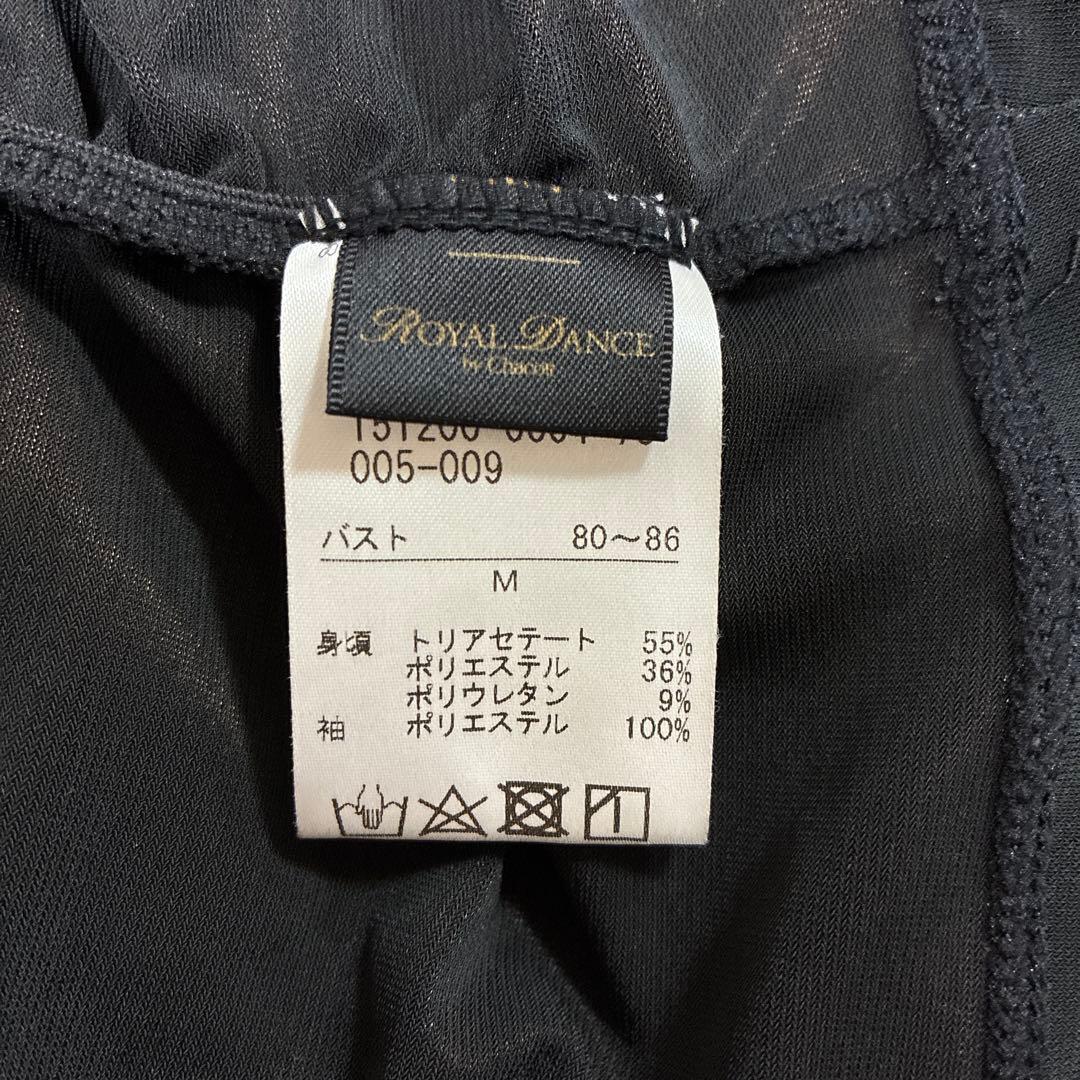 ROYAL DANCE
by Chacott
005-009
バスト 80～86
M
身頃 トリアセテート 55%
ポリエステル 36%
ポリウレタン 9%
袖 ポリエステル 100%